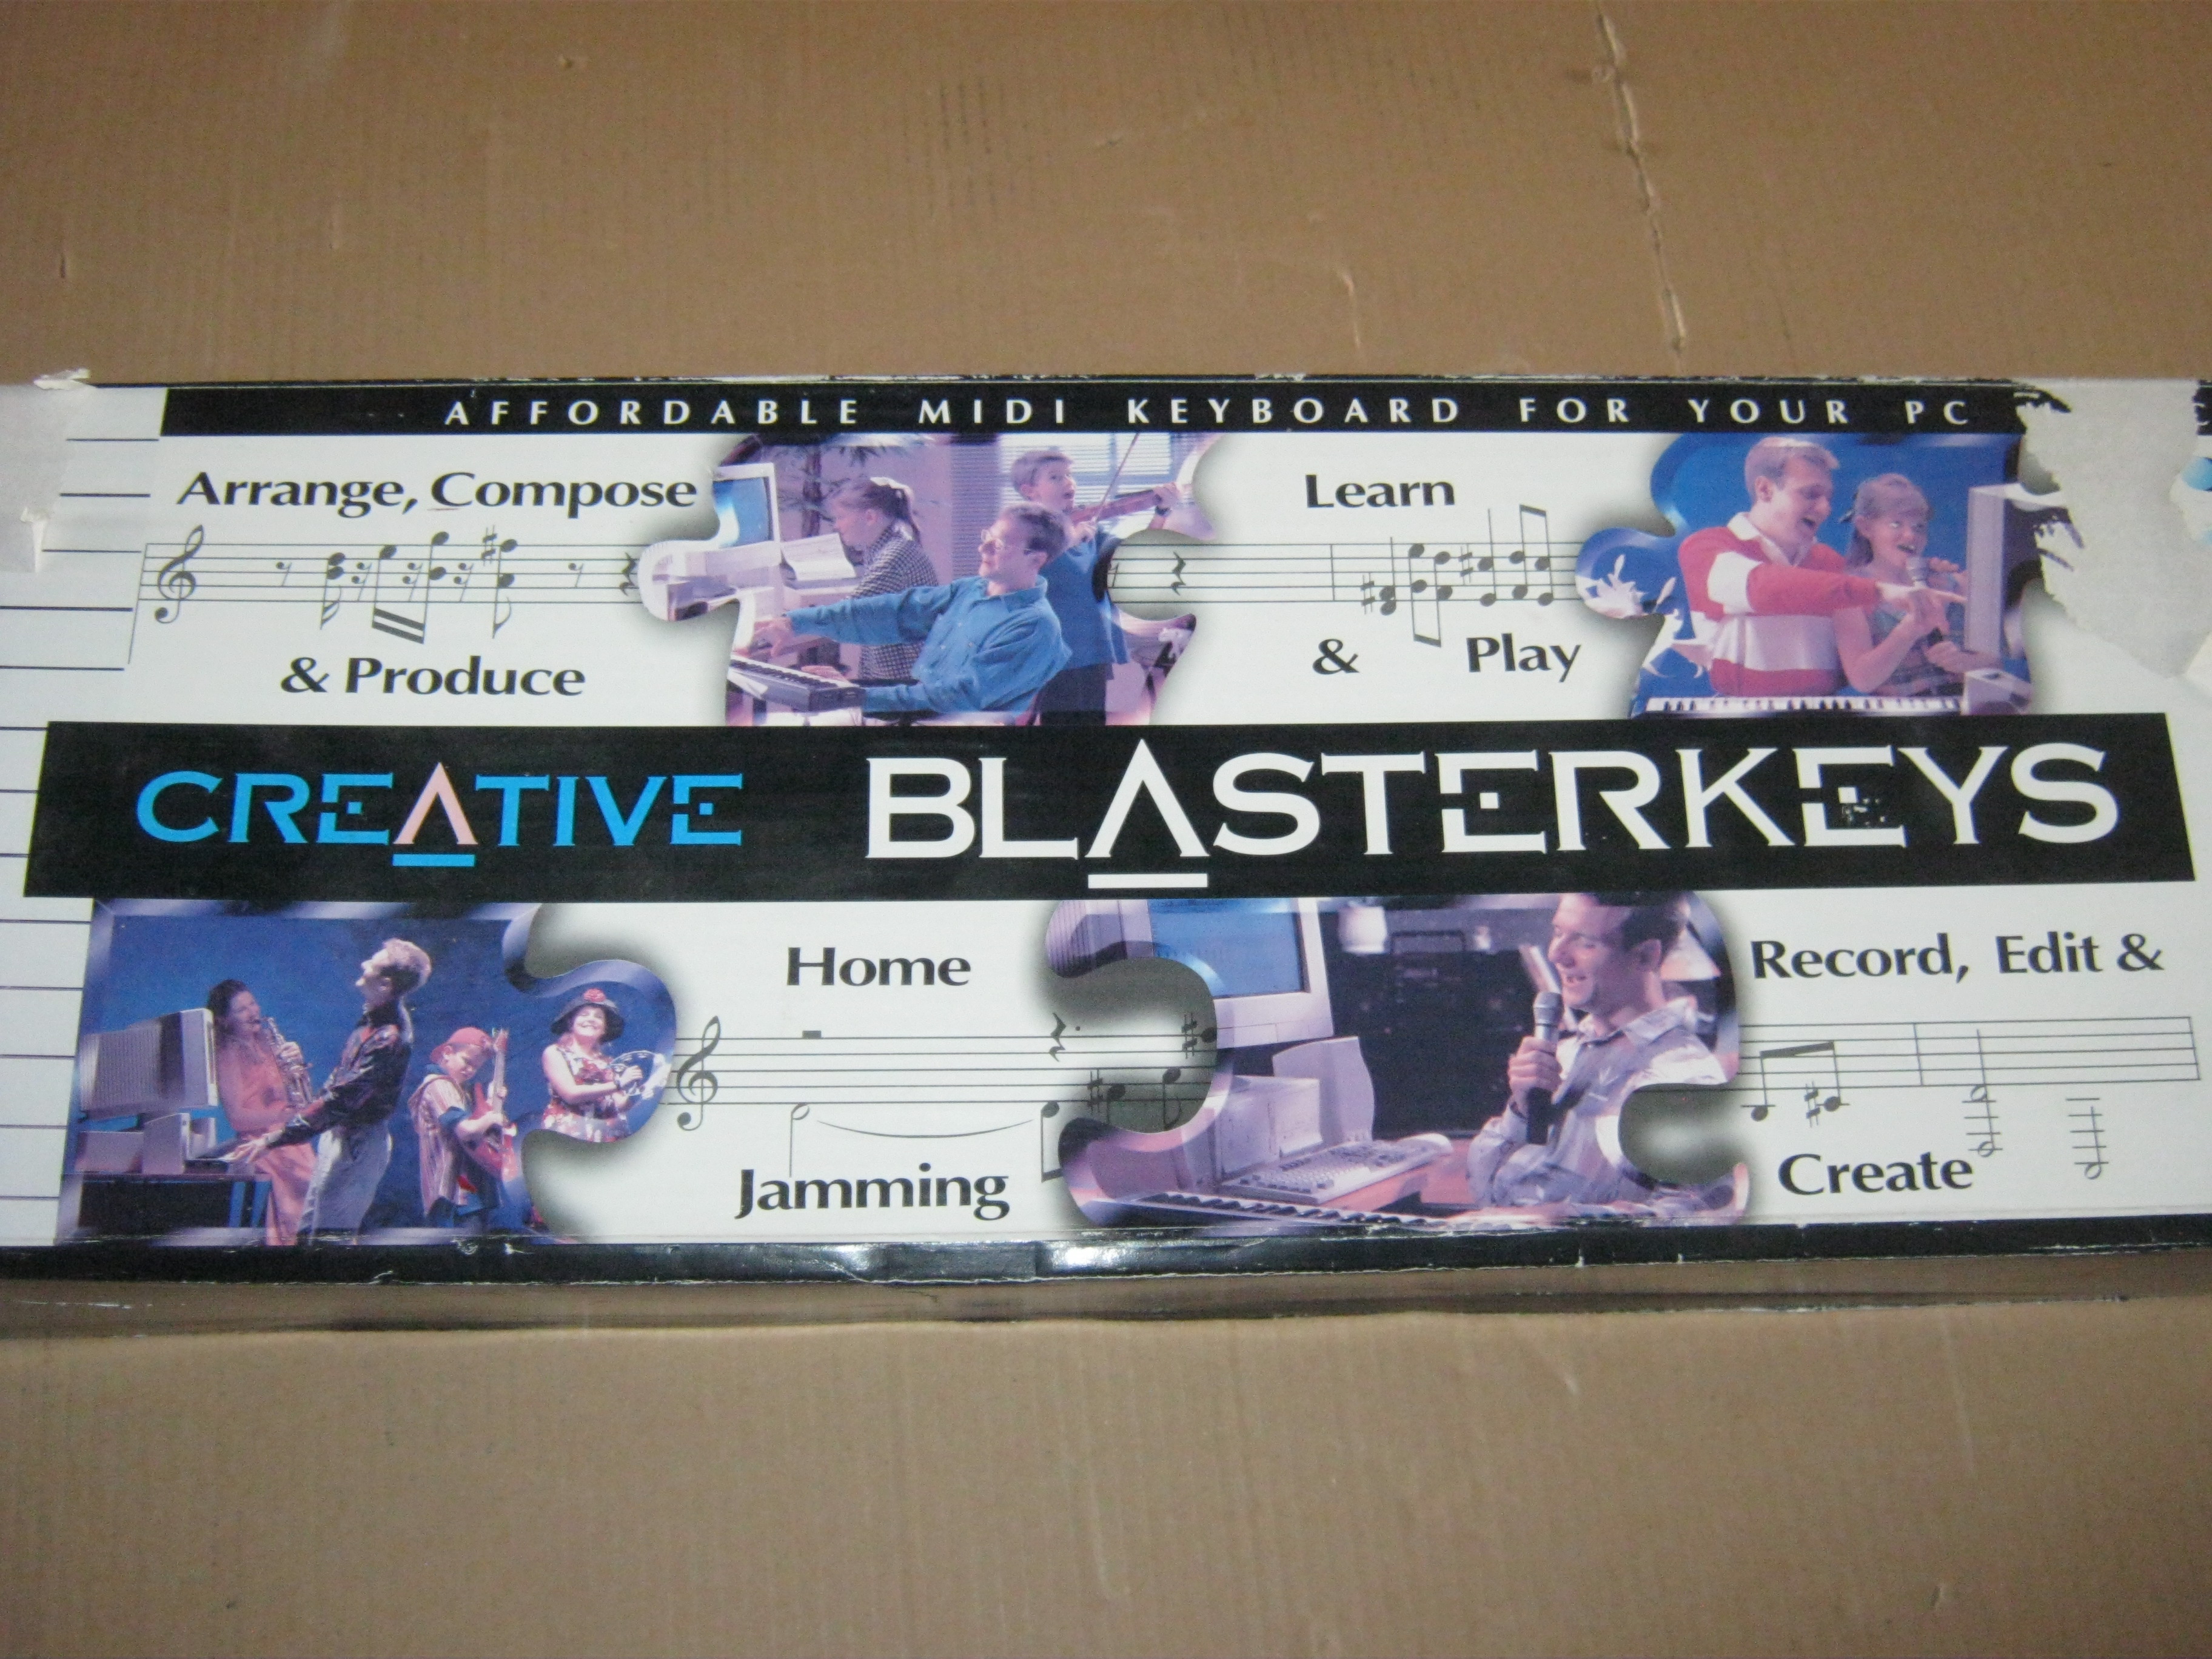 AFFORDABLE MIDI KEYBOARD FOR YOUR PC
Arrange, Compose
& Produce
Learn
& Play
CREATIVE BLASTERKEYS
Home
Jamming
Record, Edit &
Create